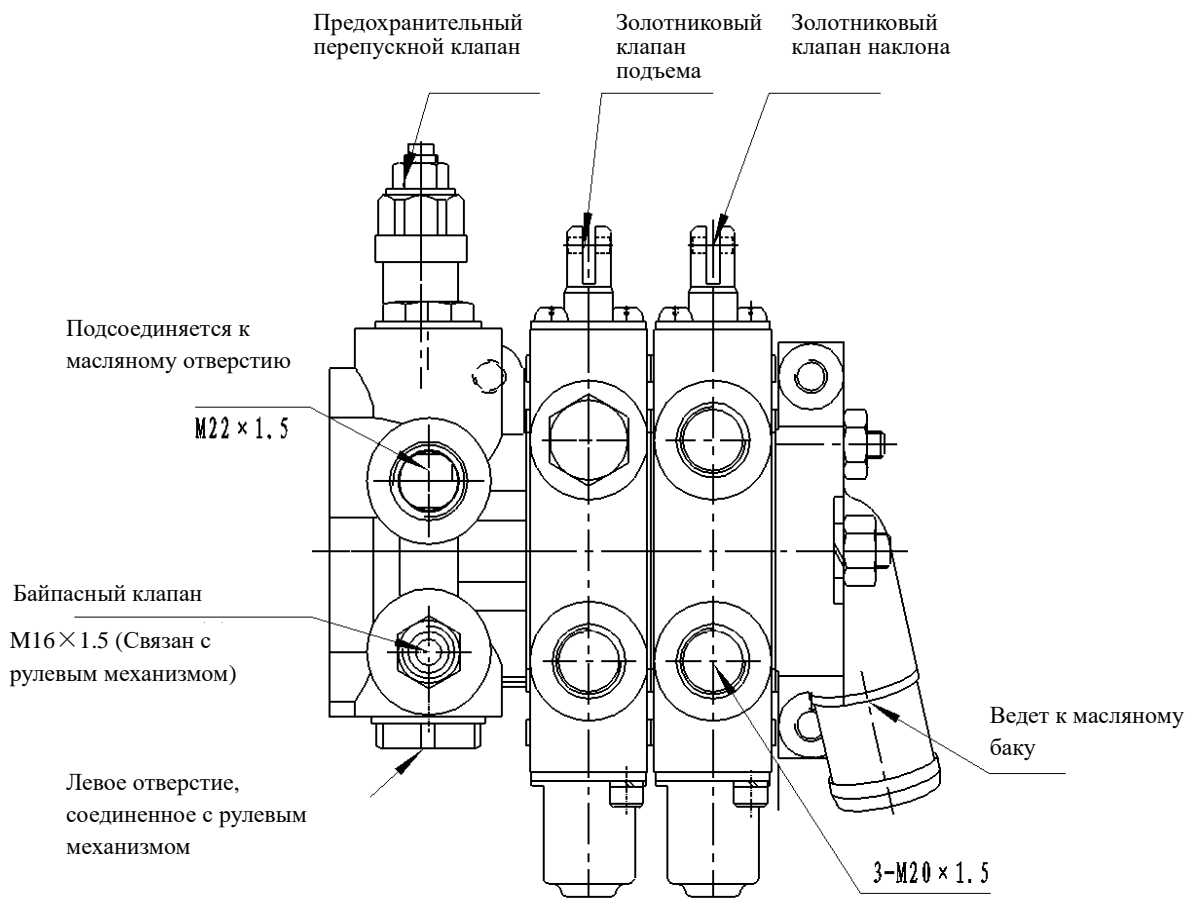 Предохранительный
перепускной клапан
Золотниковый
клапан
подъема
Золотниковый
клапан наклона
Подсоединяется к
масляному отверстию
M22×1.5
Байпасный клапан
M16×1.5 (Связан с
рулевым механизмом)
Левое отверстие,
соединенное с рулевым
механизмом
Ведет к масляному
баку
3-M20×1.5